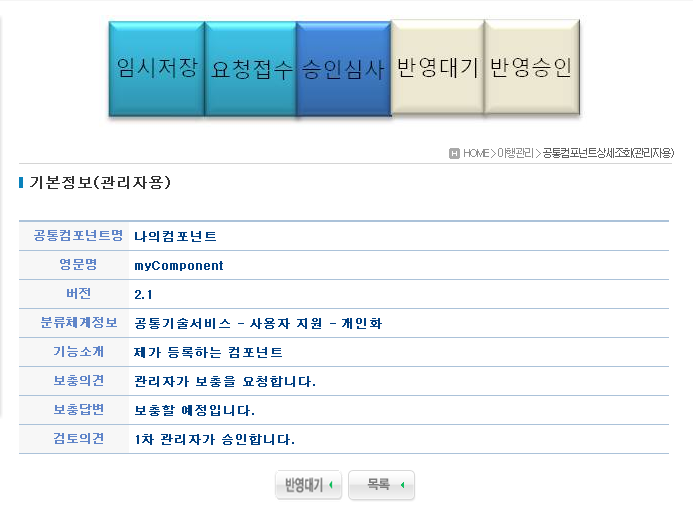 임시저장 요청접수 승인심사 반영대기 반영승인
H HOME > 이행관리 > 공통컴포넌트상세조회(관리자용)
기본정보(관리자용)
공통컴포넌트명 나의컴포넌트
영문명 myComponent
버전 2.1
분류체계정보 공통기술서비스 - 사용자 지원 - 개인화
기능소개 제가 등록하는 컴포넌트
보충의견 관리자가 보충을 요청합니다.
보충답변 보충할 예정입니다.
검토의견 1차 관리자가 승인합니다.
반영대기 목록